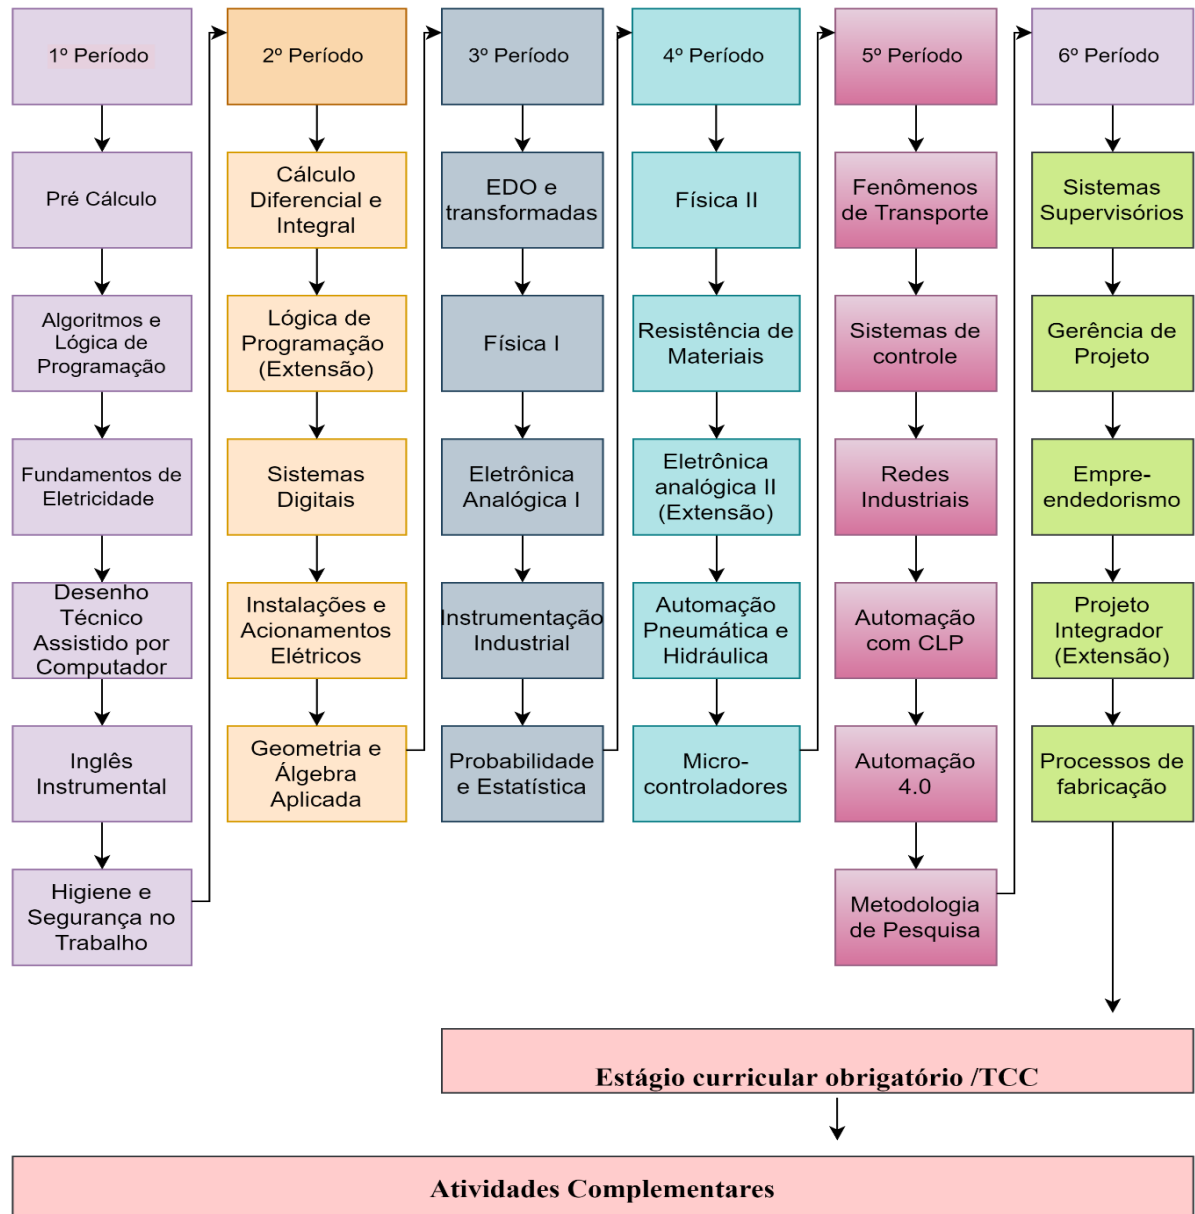 1º Período
Pré Cálculo
Algoritmos e
Lógica de
Programação
Fundamentos de
Eletricidade
Desenho
Técnico
Assistido por
Computador
Inglês
Instrumental
Higiene e
Segurança no
Trabalho
2º Período
Cálculo
Diferencial e
Integral
Lógica de
Programação
(Extensão)
Sistemas
Digitais
Instalações e
Acionamentos
Elétricos
Geometria e
Álgebra
Aplicada
3º Período
EDO e
transformadas
Física I
Eletrônica
Analógica I
Instrumentação
Industrial
Probabilidade
e Estatística
4º Período
Física II
Resistência de
Materiais
Eletrônica
analógica II
(Extensão)
Automação
Pneumática e
Hidráulica
Micro-
controladores
5º Período
Fenômenos
de Transporte
Sistemas de
controle
Redes
Industriais
Automação
com CLP
Automação
4.0
Metodologia
de Pesquisa
6º Período
Sistemas
Supervisórios
Gerência de
Projeto
Empre-
endedorismo
Projeto
Integrador
(Extensão)
Processos de
fabricação
Estágio curricular obrigatório /TCC
Atividades Complementares